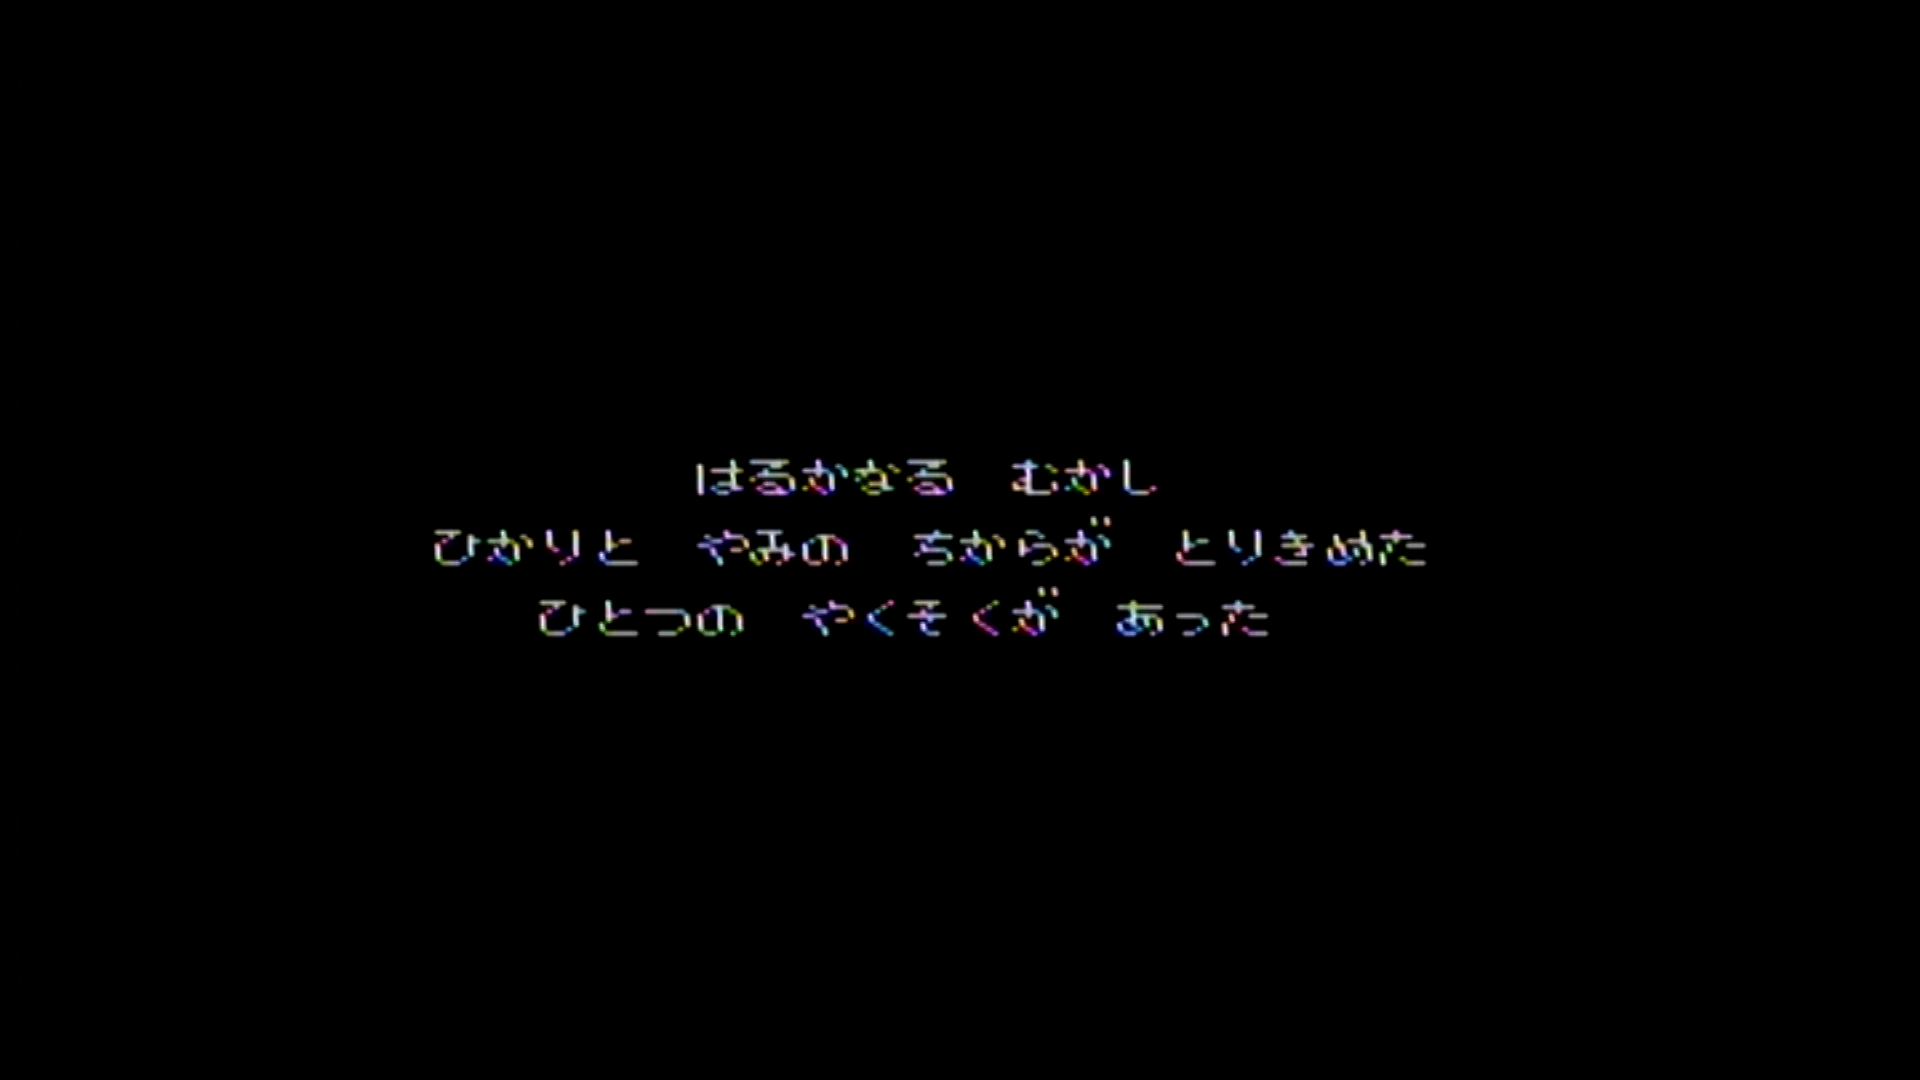 はるかなる　むかし
ひかりと　やみの　ちからが　とりきめた
ひとつの　やくそくが　あった